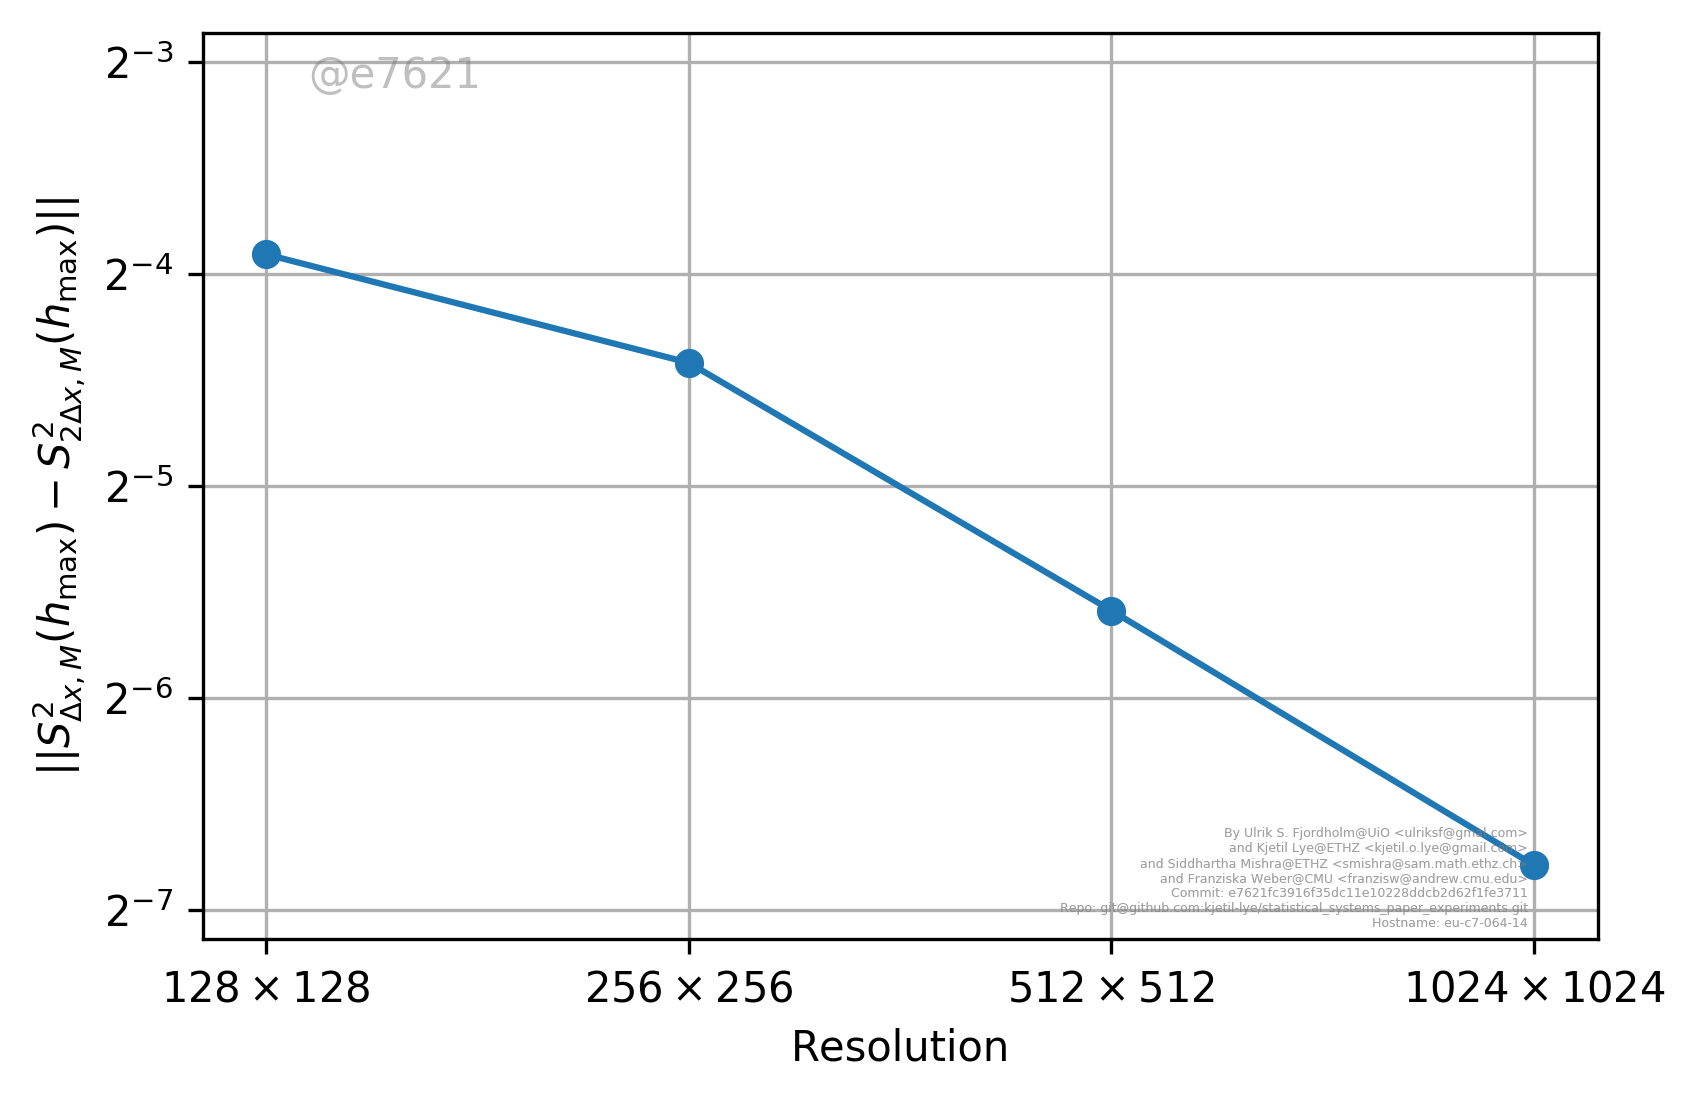 @e7621
2⁻³
2⁻⁴
2⁻⁵
2⁻⁶
2⁻⁷
||S²_{Δx, M}(h_max) − S²_{2Δx, M}(h_max)||
By Ulrik S. Fjordholm@UiO <ulriksf@gmail.com>
and Kjetil Lye@ETHZ <kjetil.o.lye@gmail.com>
and Siddhartha Mishra@ETHZ <smishra@sam.math.ethz.ch>
and Franziska Weber@CMU <franzisw@andrew.cmu.edu>
Commit: e7621fc3916f35dc11e10228ddcb2d62f1fe3711
Repo: git@github.com:kjetil-lye/statistical_systems_paper_experiments.git
Hostname: eu-c7-064-14
128 × 128
256 × 256
512 × 512
1024 × 1024
Resolution